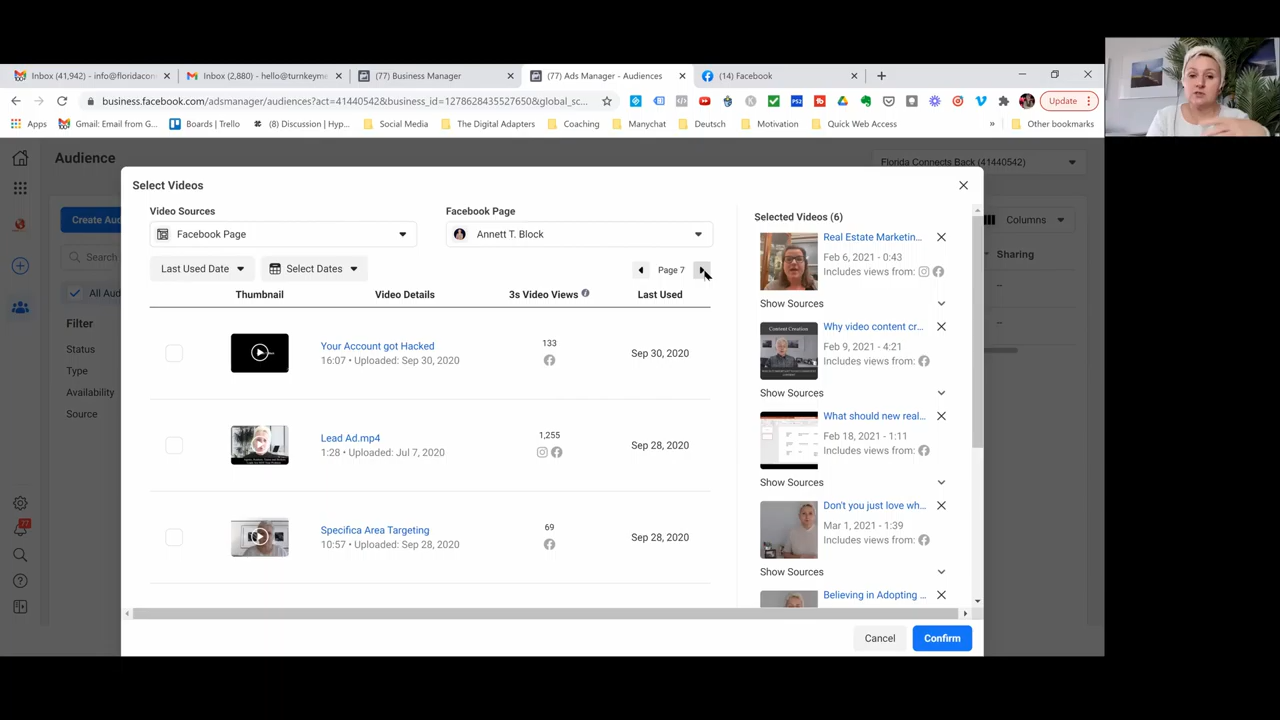 Inbox (41,942) - info@floridacon
Inbox (2,880) - hello@turnkeyme
(77) Business Manager
(77) Ads Manager - Audiences
(14) Facebook
business.facebook.com/adsmanager/audiences?act=41440542&business_id=1278628435527650&global_sc...
Update
Apps
Gmail: Email from G...
Boards | Trello
(8) Discussion | Hyp...
Social Media
The Digital Adapters
Coaching
Manychat
Deutsch
Motivation
Quick Web Access
»
Other bookmarks
Audience
Florida Connects Back (41440542)
Create Aud
Search
All Aud
Filter
Status
Type
Availability
Source
Columns
Sharing
--
--
77
Select Videos
Video Sources
Facebook Page
Facebook Page
Annett T. Block
Last Used Date
Select Dates
Page 7
Thumbnail
Video Details
3s Video Views
Last Used
Your Account got Hacked
16:07 • Uploaded: Sep 30, 2020
133
Sep 30, 2020
Lead Ad.mp4
1:28 • Uploaded: Jul 7, 2020
1,255
Sep 28, 2020
Specifica Area Targeting
10:57 • Uploaded: Sep 28, 2020
69
Sep 28, 2020
Selected Videos (6)
Real Estate Marketin...
Feb 6, 2021 - 0:43
Includes views from:
Show Sources
Content Creation
Why video content cr...
Feb 9, 2021 - 4:21
Includes views from:
Show Sources
What should new real...
Feb 18, 2021 - 1:11
Includes views from:
Show Sources
Don't you just love wh...
Mar 1, 2021 - 1:39
Includes views from:
Show Sources
Believing in Adopting ...
Cancel
Confirm